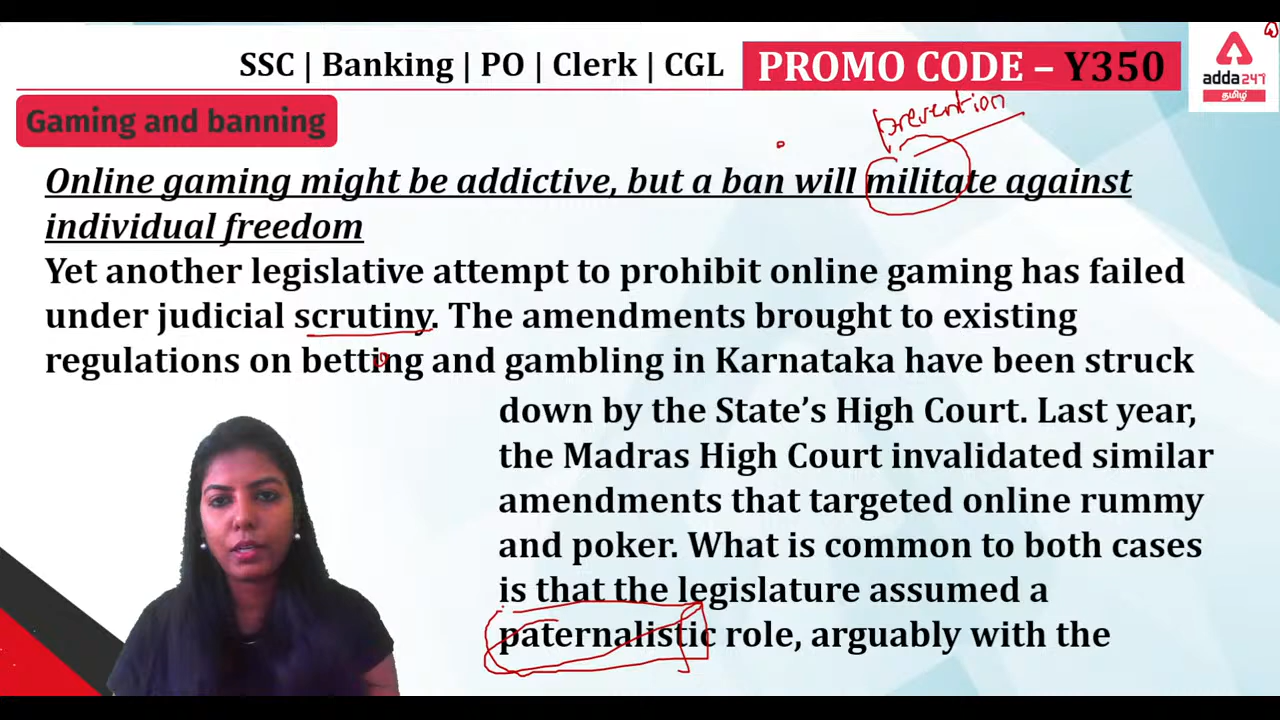 SSC | Banking | PO | Clerk | CGL PROMO CODE – Y350
adda247
தமிழ்
Gaming and banning
prevention
Online gaming might be addictive, but a ban will militate against
individual freedom
Yet another legislative attempt to prohibit online gaming has failed
under judicial scrutiny. The amendments brought to existing
regulations on betting and gambling in Karnataka have been struck
down by the State’s High Court. Last year,
the Madras High Court invalidated similar
amendments that targeted online rummy
and poker. What is common to both cases
is that the legislature assumed a
paternalistic role, arguably with the